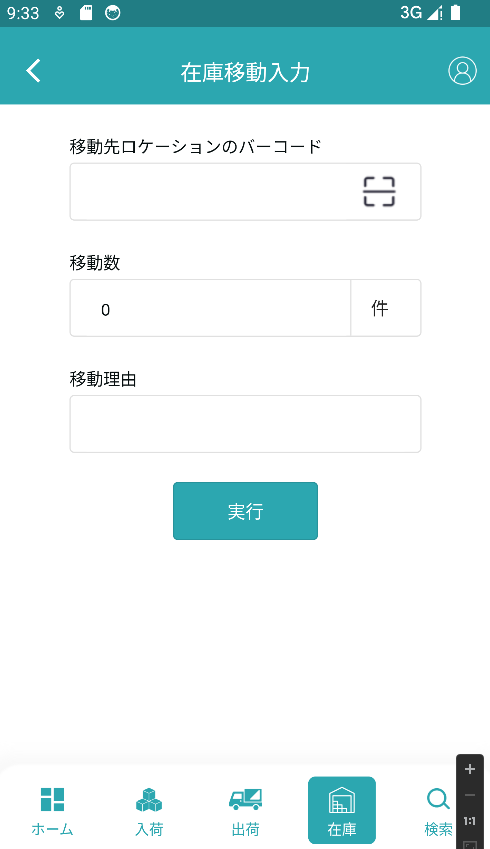 9:33 3G
在庫移動入力
移動先ロケーションのバーコード
移動数
0 件
移動理由
実行
ホーム 入荷 出荷 在庫 検索
1:1